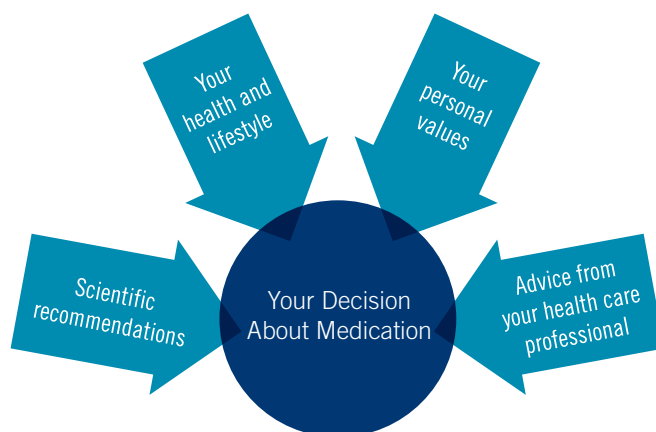 Your
health and
lifestyle
Your
personal
values
Scientific
recommendations
Your Decision
About Medication
Advice from
your health care
professional